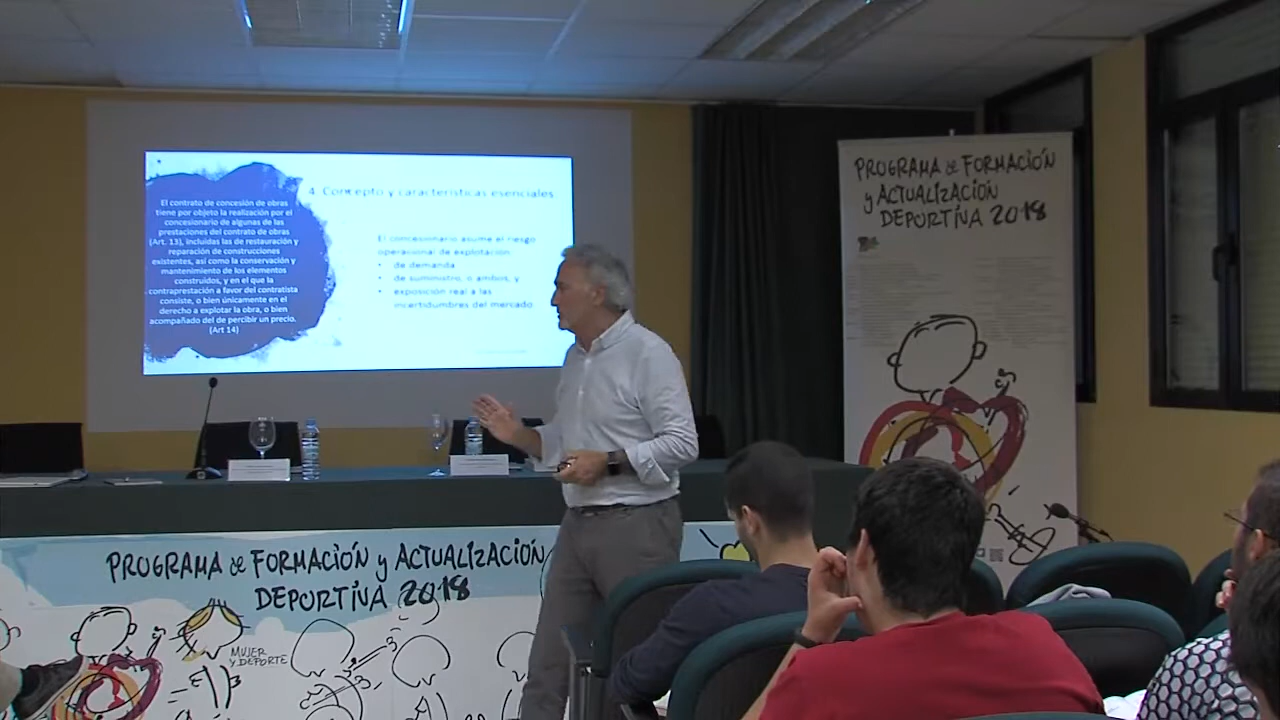 4. Concepto y características esenciales:
El contrato de concesión de obras
tiene por objeto la realización por el
concesionario de algunas de las
prestaciones del contrato de obras
(Art. 13), incluidas las de restauración y
reparación de construcciones
existentes, así como la conservación y
mantenimiento de los elementos
construidos, y en el que la
contraprestación a favor del contratista
consiste, o bien únicamente en el
derecho a explotar la obra, o bien
acompañado del de percibir un precio.
(Art 14)
El concesionario asume el riesgo
operacional de explotación
• de demanda
• de suministro, o ambos, y
• exposición real a las
incertidumbres del mercado.
PROGRAMA DE FORMACIÓN
y ACTUALIZACIÓN
DEPORTIVA 2018
PROGRAMA DE FORMACIÓN y ACTUALIZACIÓN
DEPORTIVA 2018
MUJER
Y DEPORTE